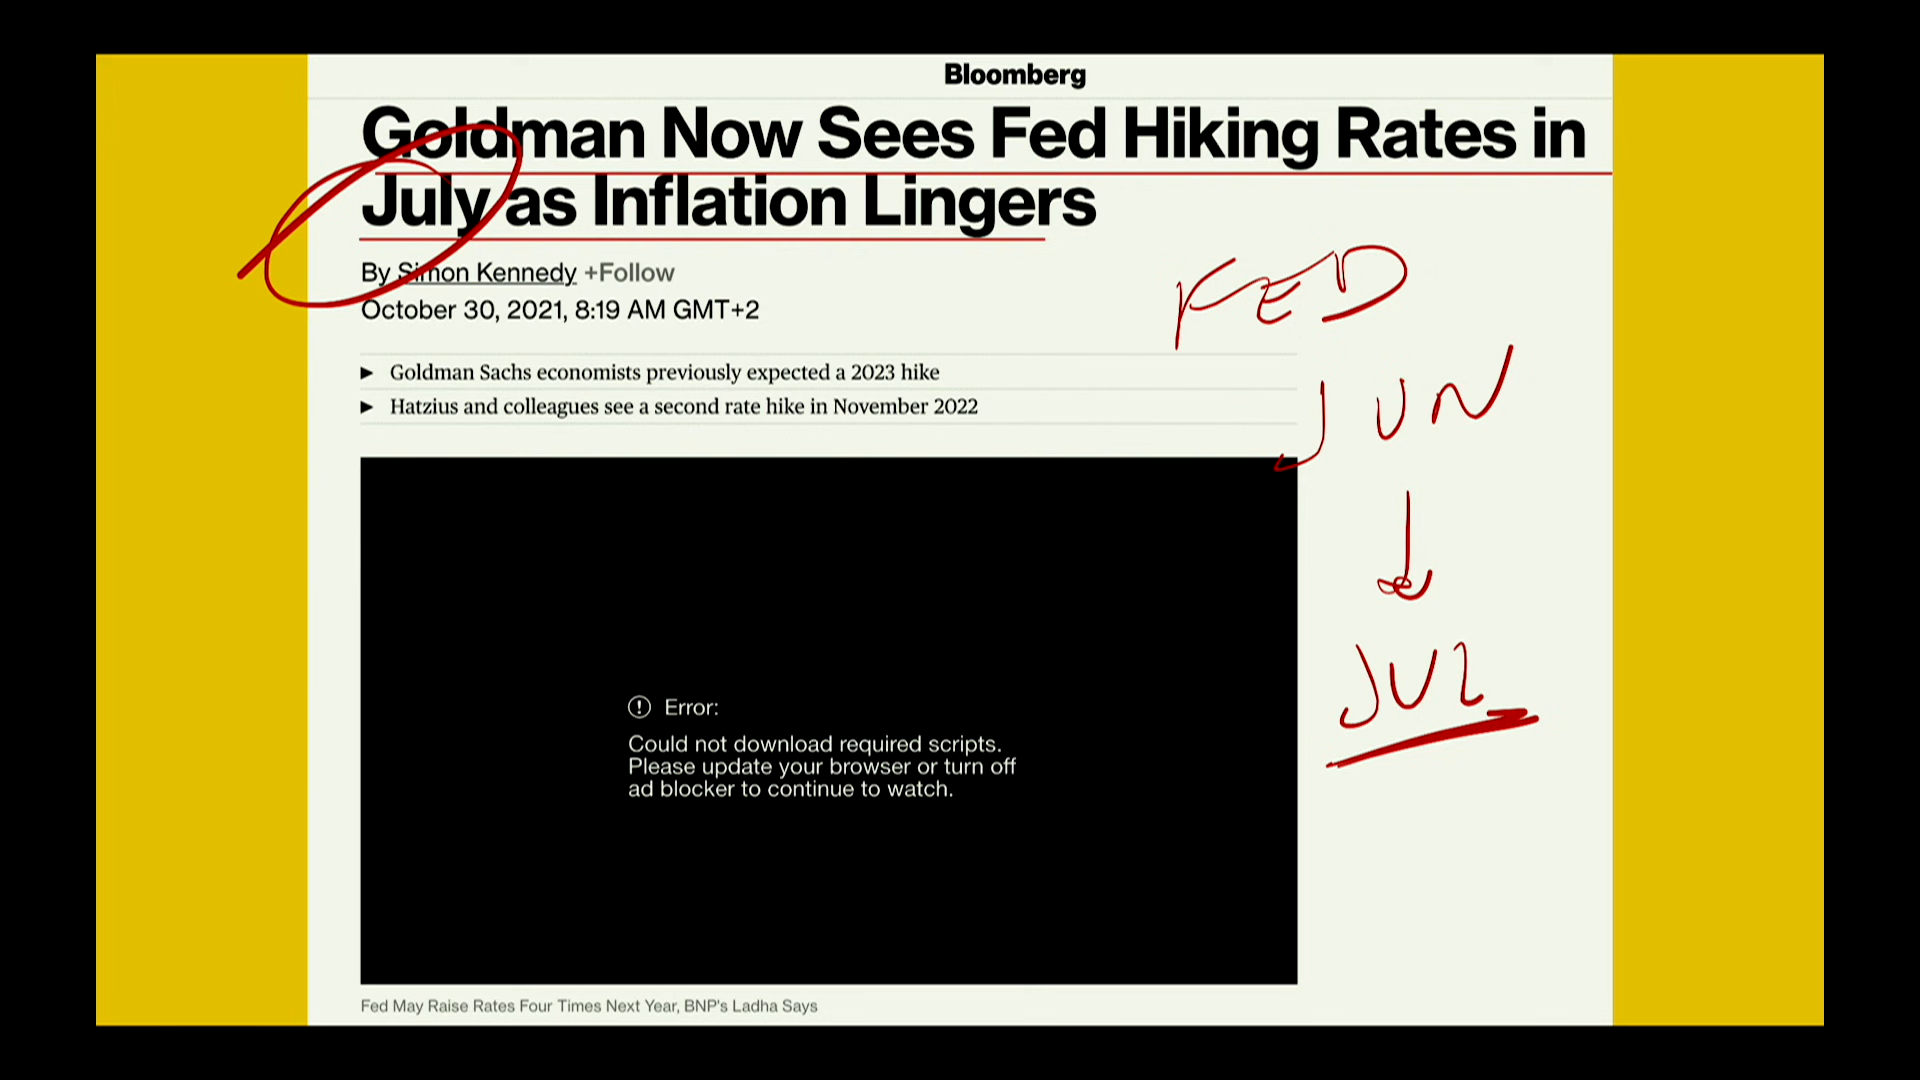 Bloomberg
Goldman Now Sees Fed Hiking Rates in
July as Inflation Lingers
By Simon Kennedy +Follow
October 30, 2021, 8:19 AM GMT+2
FED
► Goldman Sachs economists previously expected a 2023 hike
► Hatzius and colleagues see a second rate hike in November 2022
JUN
JUL
Error:
Could not download required scripts.
Please update your browser or turn off
ad blocker to continue to watch.
Fed May Raise Rates Four Times Next Year, BNP's Ladha Says